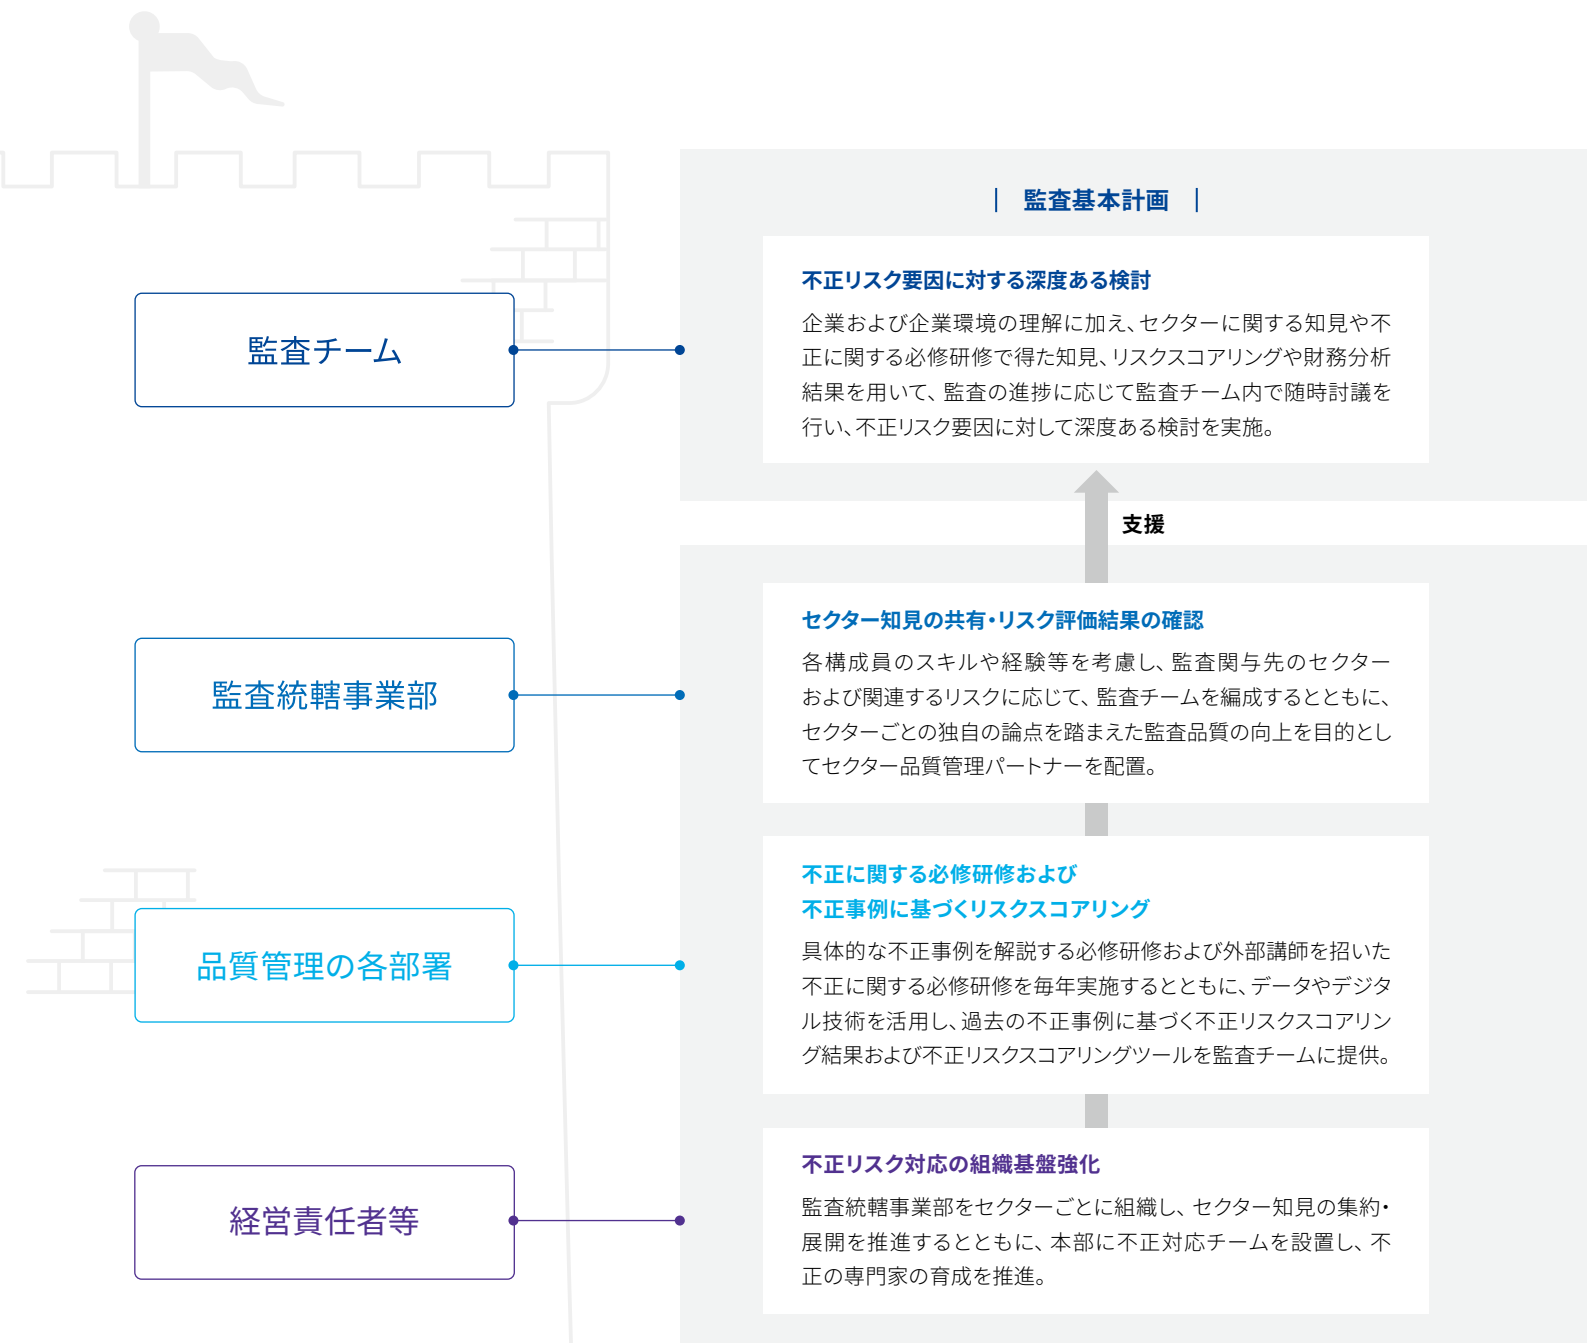 監査基本計画
監査チーム
不正リスク要因に対する深度ある検討
企業および企業環境の理解に加え、セクターに関する知見や不
正に関する必修研修で得た知見、リスクスコアリングや財務分析
結果を用いて、監査の進捗に応じて監査チーム内で随時討議を
行い、不正リスク要因に対して深度ある検討を実施。
支援
監査統轄事業部
セクター知見の共有・リスク評価結果の確認
各構成員のスキルや経験等を考慮し、監査関与先のセクター
および関連するリスクに応じて、監査チームを編成するとともに、
セクターごとの独自の論点を踏まえた監査品質の向上を目的とし
てセクター品質管理パートナーを配置。
品質管理の各部署
不正に関する必修研修および
不正事例に基づくリスクスコアリング
具体的な不正事例を解説する必修研修および外部講師を招いた
不正に関する必修研修を毎年実施するとともに、データやデジタ
ル技術を活用し、過去の不正事例に基づく不正リスクスコアリン
グ結果および不正リスクスコアリングツールを監査チームに提供。
経営責任者等
不正リスク対応の組織基盤強化
監査統轄事業部をセクターごとに組織し、セクター知見の集約・
展開を推進するとともに、本部に不正対応チームを設置し、不
正の専門家の育成を推進。